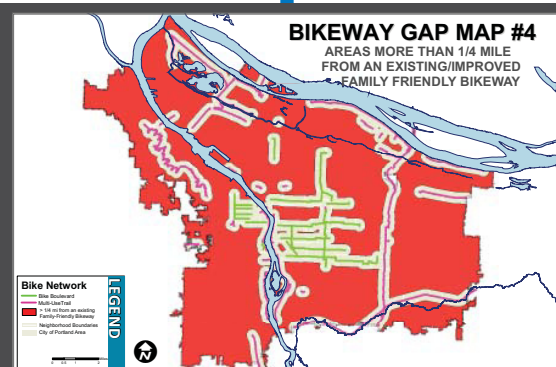 BIKEWAY GAP MAP #4
AREAS MORE THAN 1/4 MILE
FROM AN EXISTING/IMPROVED
FAMILY FRIENDLY BIKEWAY
LEGEND
Bike Network
Bike Boulevard
Multi-UseTrail
> 1/4 mi from an existing
Family-Friendly Bikeway
Neighborhood Boundaries
City of Portland Area
N